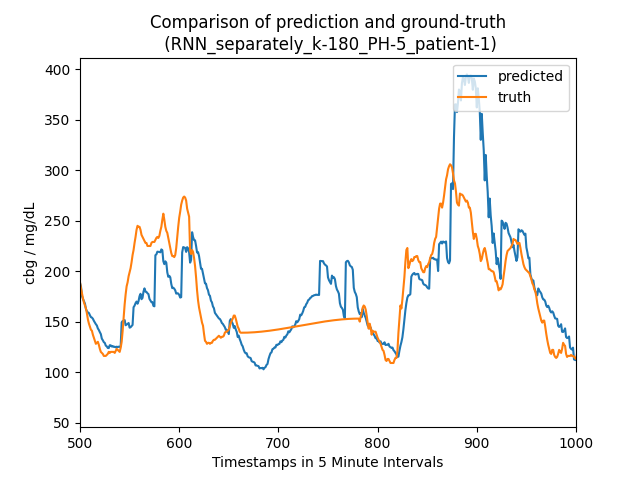 Comparison of prediction and ground-truth
(RNN_separately_k-180_PH-5_patient-1)
predicted
truth
400
350
300
250
200
150
100
50
cbg / mg/dL
500
600
700
800
900
1000
Timestamps in 5 Minute Intervals